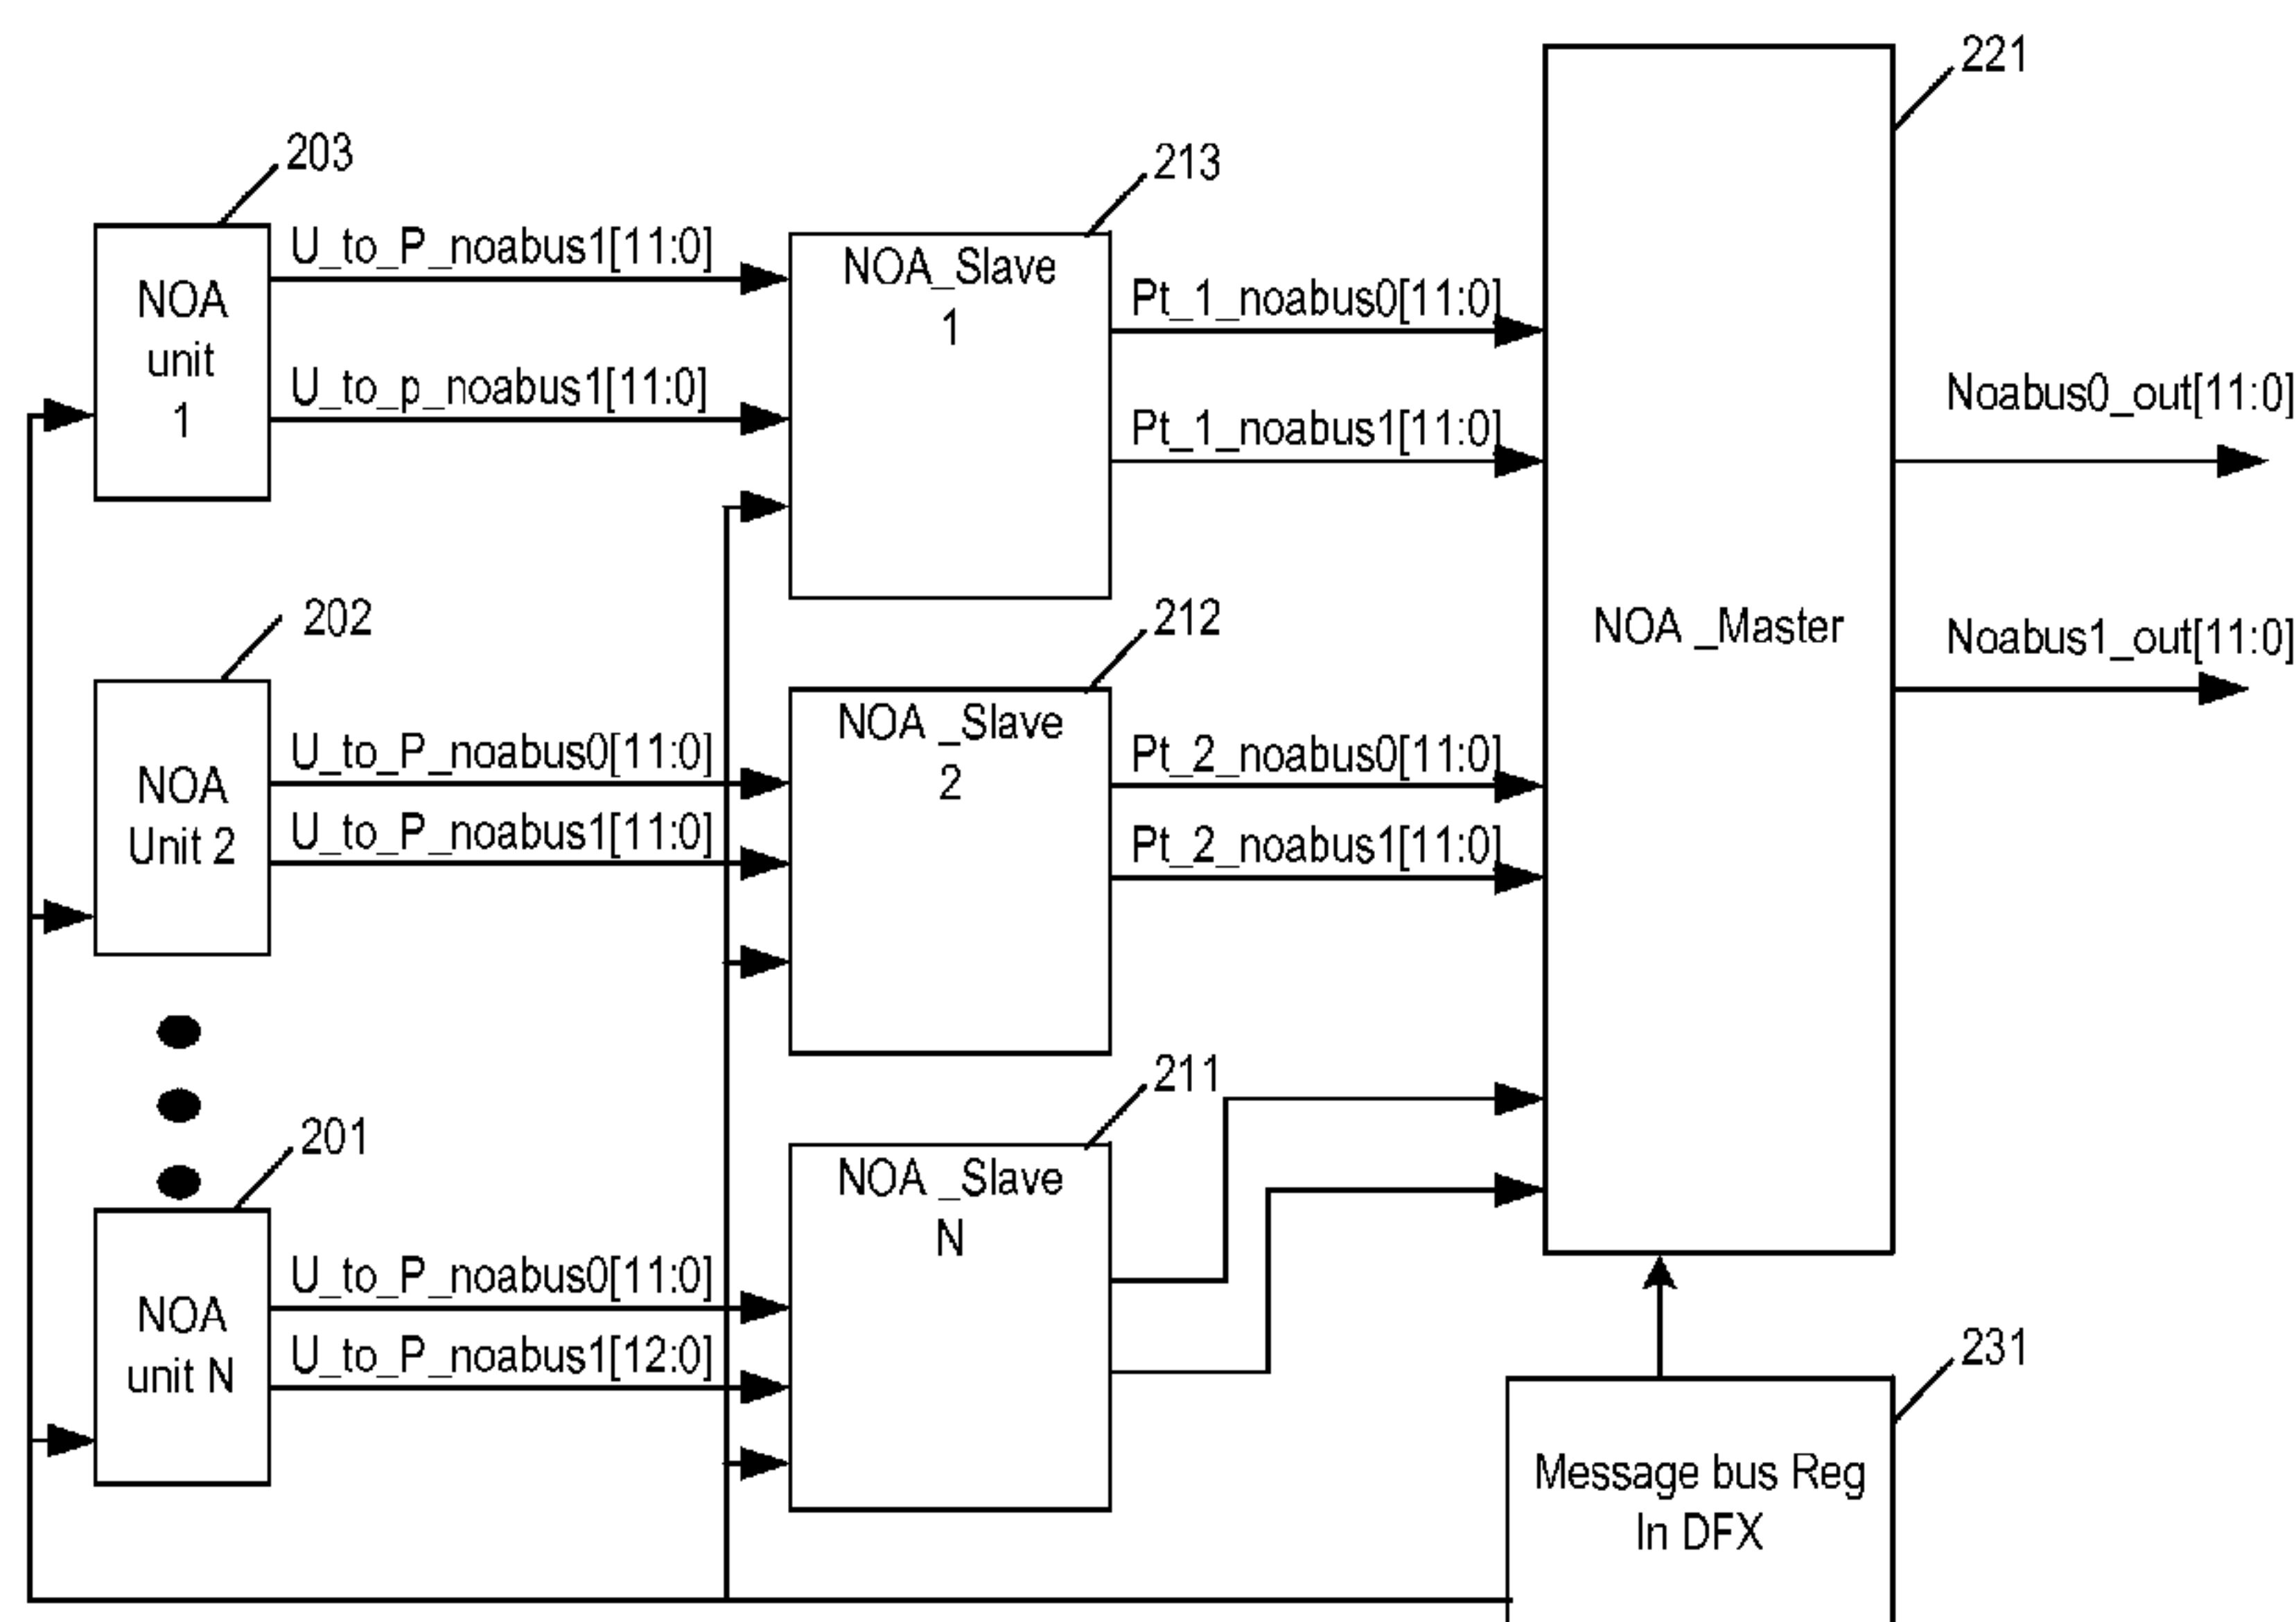 221
203
213
U_to_P_noabus1[11:0]
NOA_Slave
1
NOA
unit
1
Pt_1_noabus0[11:0]
U_to_p_noabus1[11:0]
Noabus0_out[11:0]
Pt_1_noabus1[11:0]
202
212
NOA _Master
Noabus1_out[11:0]
NOA _Slave
2
U_to_P_noabus0[11:0]
Pt_2_noabus0[11:0]
NOA
Unit 2
U_to_P_noabus1[11:0]
Pt_2_noabus1[11:0]
211
201
NOA _Slave
N
U_to_P_noabus0[11:0]
NOA
unit N
U_to_P_noabus1[12:0]
231
Message bus Reg
In DFX